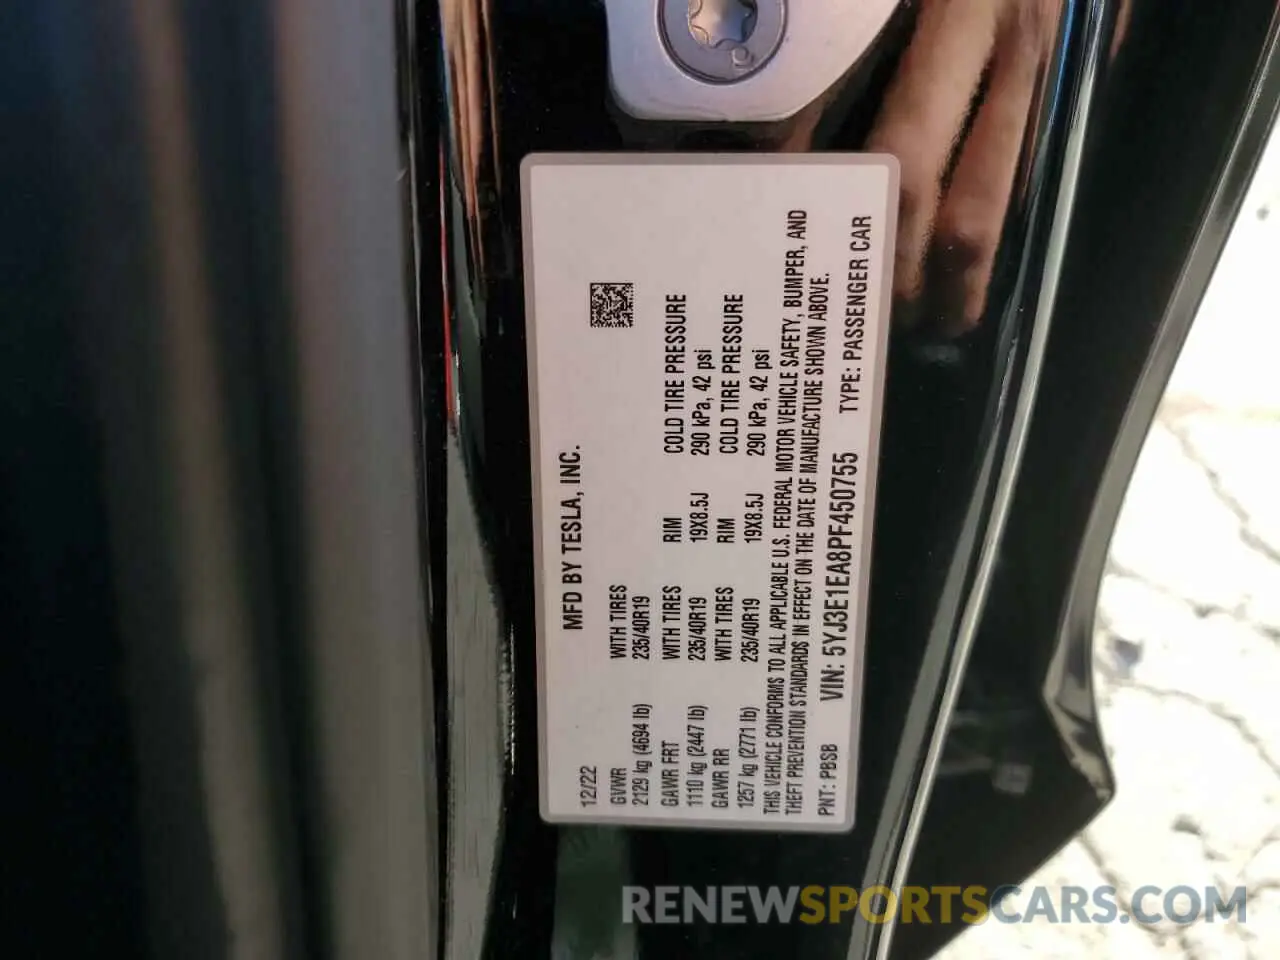 MFD BY TESLA, INC.
12/22
GVWR WITH TIRES
2129 kg (4694 lb) 235/40R19
GAWR FRT WITH TIRES RIM COLD TIRE PRESSURE
1110 kg (2447 lb) 235/40R19 19X8.5J 290 kPa, 42 psi
GAWR RR WITH TIRES RIM COLD TIRE PRESSURE
1257 kg (2771 lb) 235/40R19 19X8.5J 290 kPa, 42 psi
THIS VEHICLE CONFORMS TO ALL APPLICABLE U.S. FEDERAL MOTOR VEHICLE SAFETY, BUMPER, AND
THEFT PREVENTION STANDARDS IN EFFECT ON THE DATE OF MANUFACTURE SHOWN ABOVE.
PNT: PBSB VIN: 5YJ3E1EA8PF450755 TYPE: PASSENGER CAR
RENEWSPORTSCARS.COM